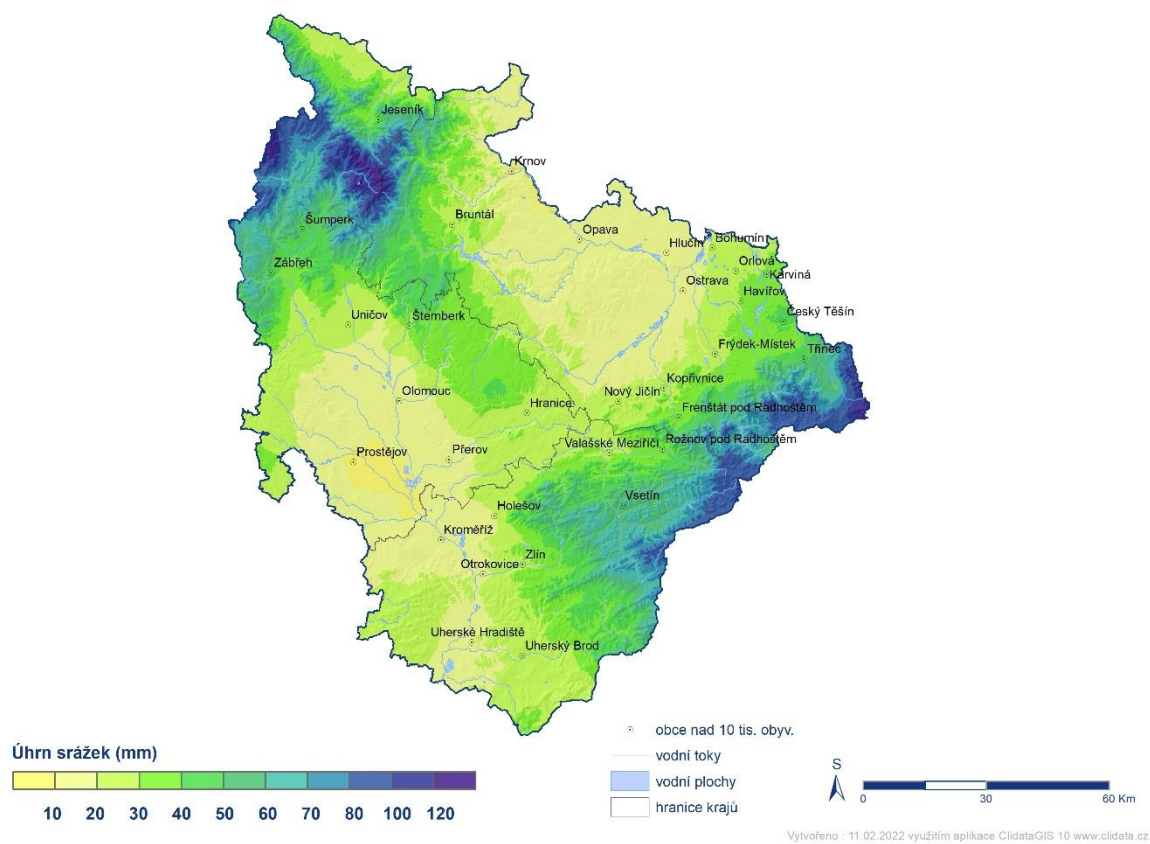 Jeseník
Krnov
Bruntál
Šumperk
Opava
Bohumín
Hlučín
Orlová
Zábřeh
Karviná
Ostrava
Havířov
Český Těšín
Uničov
Šternberk
Frýdek-Místek
Třinec
Kopřivnice
Olomouc
Nový Jičín
Hranice
Frenštát pod Radhoštěm
Valašské Meziříčí
Rožnov pod Radhoštěm
Prostějov
Přerov
Vsetín
Holešov
Kroměříž
Zlín
Otrokovice
Uherské Hradiště
Uherský Brod
Úhrn srážek (mm)
10 20 30 40 50 60 70 80 100 120
obce nad 10 tis. obyv.
vodní toky
vodní plochy
hranice krajů
S
0 30 60 Km
Vytvořeno : 11.02.2022 využitím aplikace ClidataGIS 10 www.clidata.cz